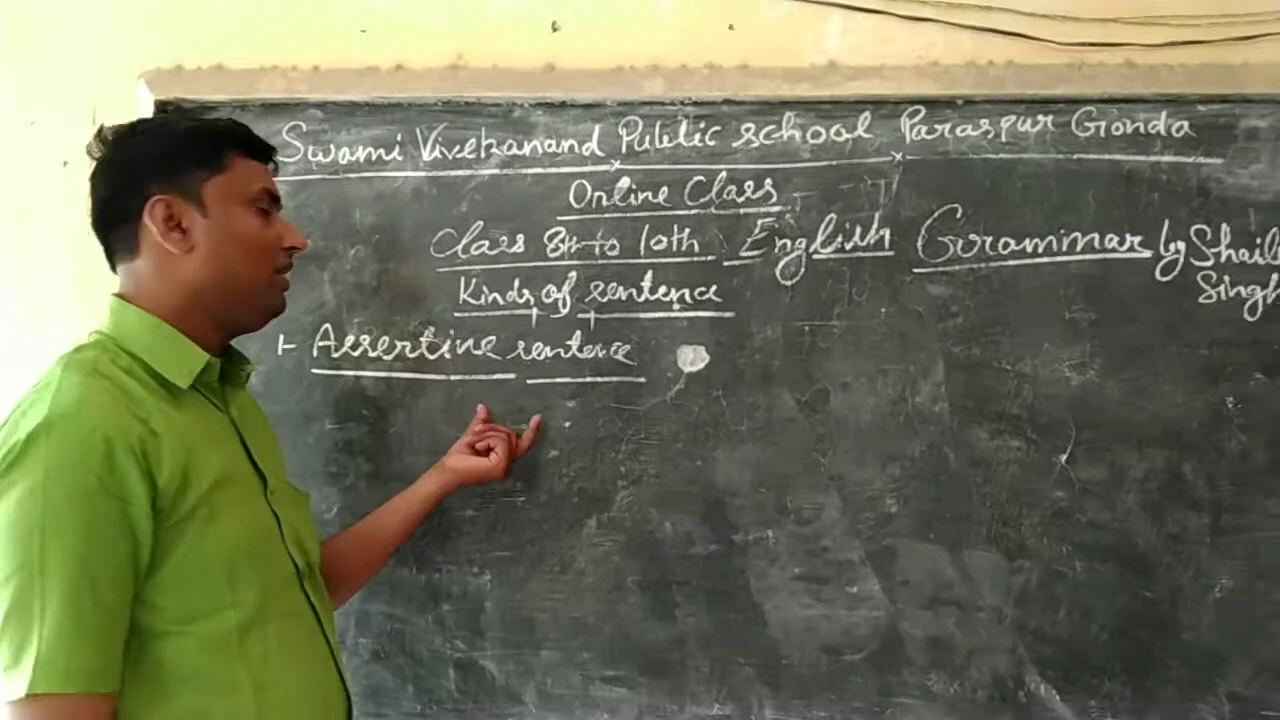 Swami Vivekanand Public school Paraspur Gonda
Online Class
Class 8th to 10th English Grammar by Shail
Singh
Kinds of sentence
1- Assertive sentence